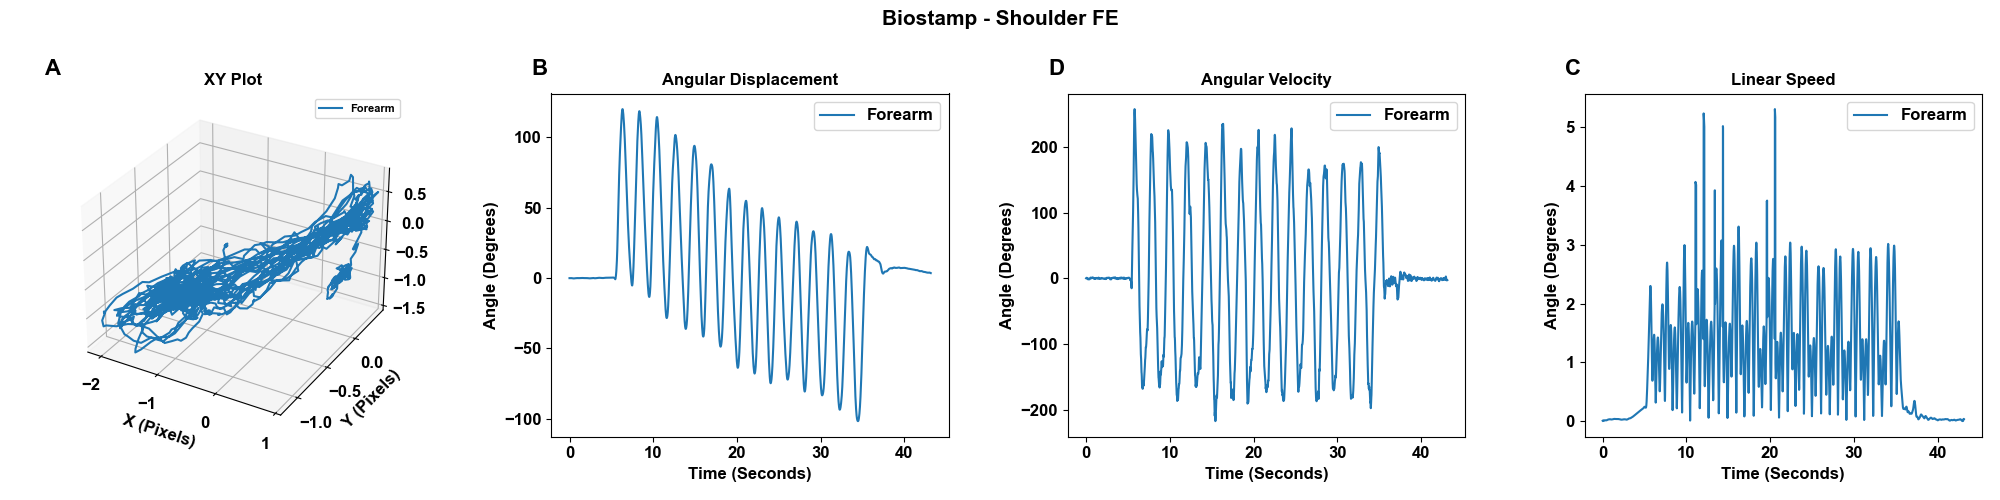 Biostamp - Shoulder FE
A
XY Plot
Forearm
0.5
0.0
−0.5
−1.0
−1.5
−2
−1
0
1
X (Pixels)
−1.0
−0.5
0.0
Y (Pixels)
B
Angular Displacement
Forearm
100
50
0
−50
−100
Angle (Degrees)
0
10
20
30
40
Time (Seconds)
D
Angular Velocity
Forearm
200
100
0
−100
−200
Angle (Degrees)
0
10
20
30
40
Time (Seconds)
C
Linear Speed
Forearm
5
4
3
2
1
0
Angle (Degrees)
0
10
20
30
40
Time (Seconds)